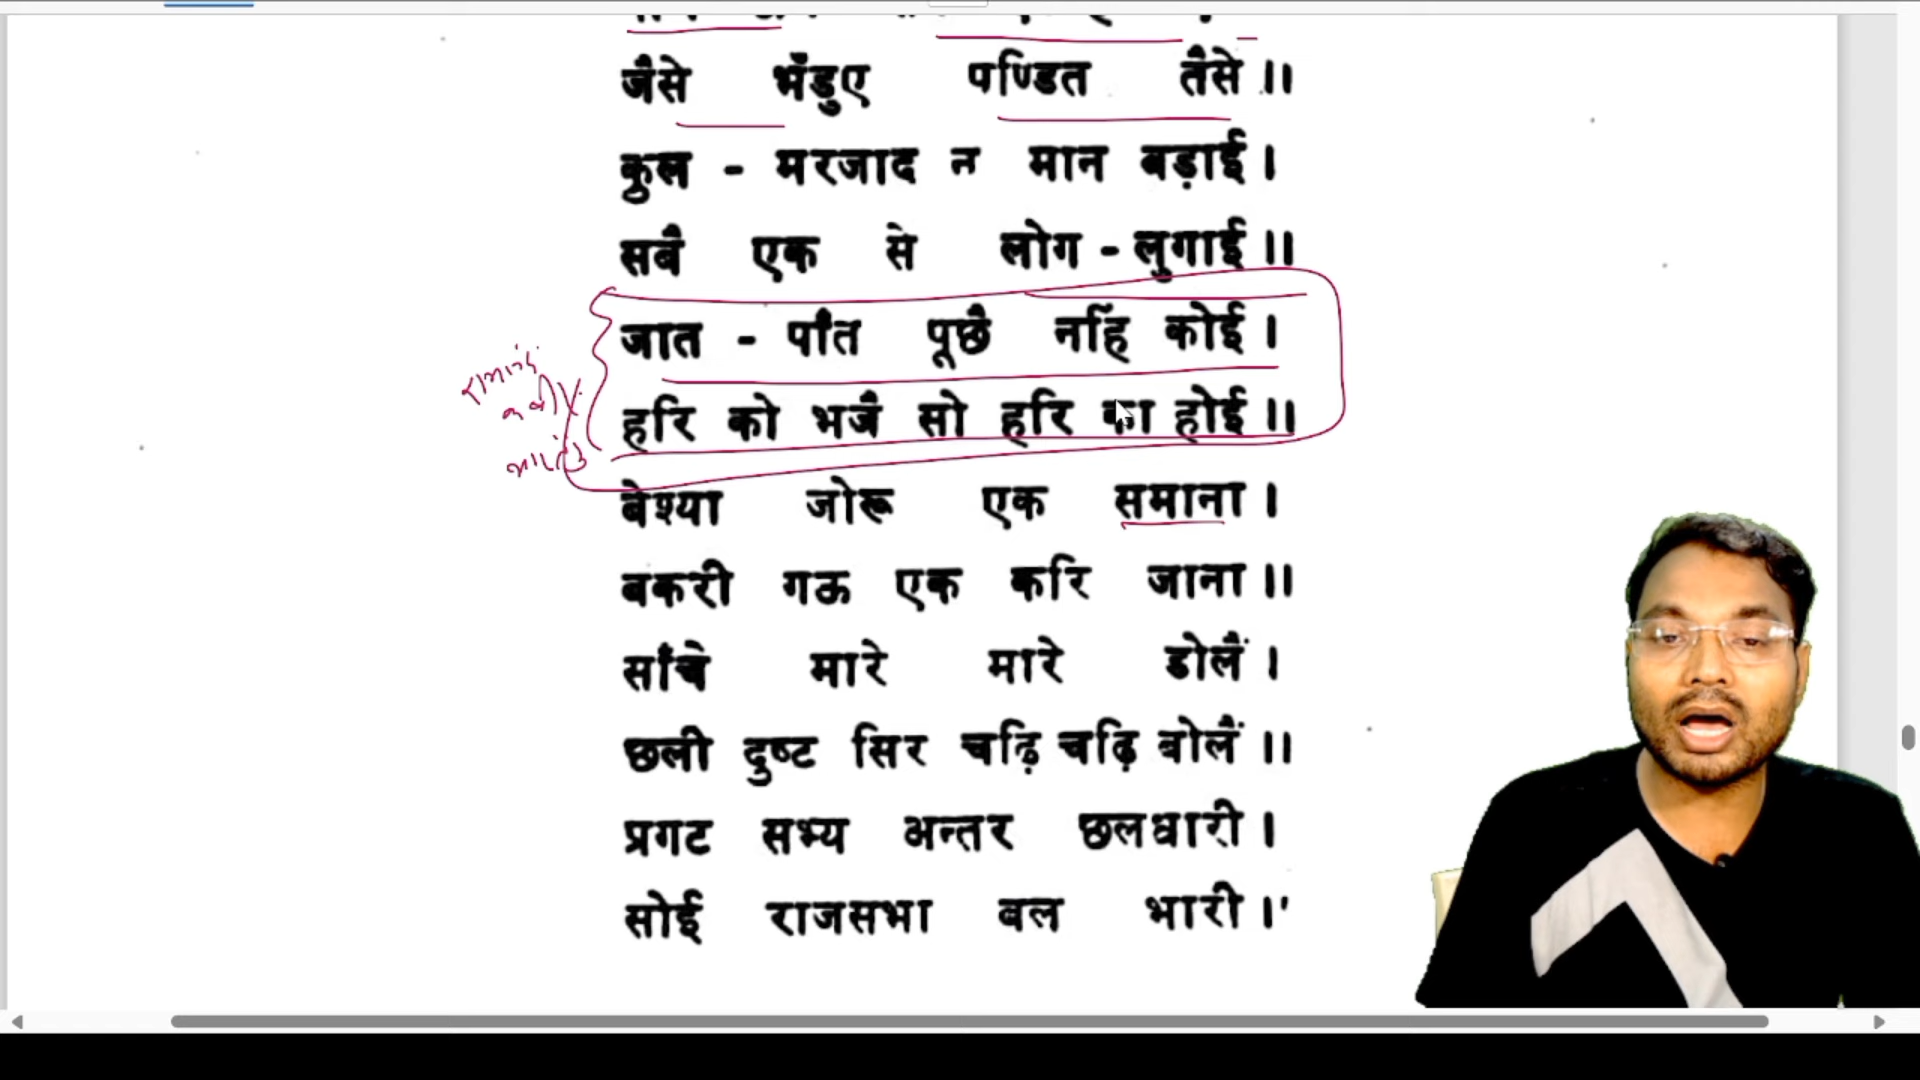 जैसे भँडुए पण्डित तैसे ॥
कुल - मरजाद न मान बड़ाई ।
सबै एक से लोग - लुगाई ॥
जात - पाँत पूछै नहिं कोई ।
हरि को भजै सो हरि का होई ॥
बेश्या जोरू एक समाना ।
बकरी गऊ एक करि जाना ॥
साँचे मारे मारे डोलैं ।
छली दुष्ट सिर चढ़ि चढ़ि बोलैं ॥
प्रगट सभ्य अन्तर छलधारी ।
सोई राजसभा बल भारी ।'